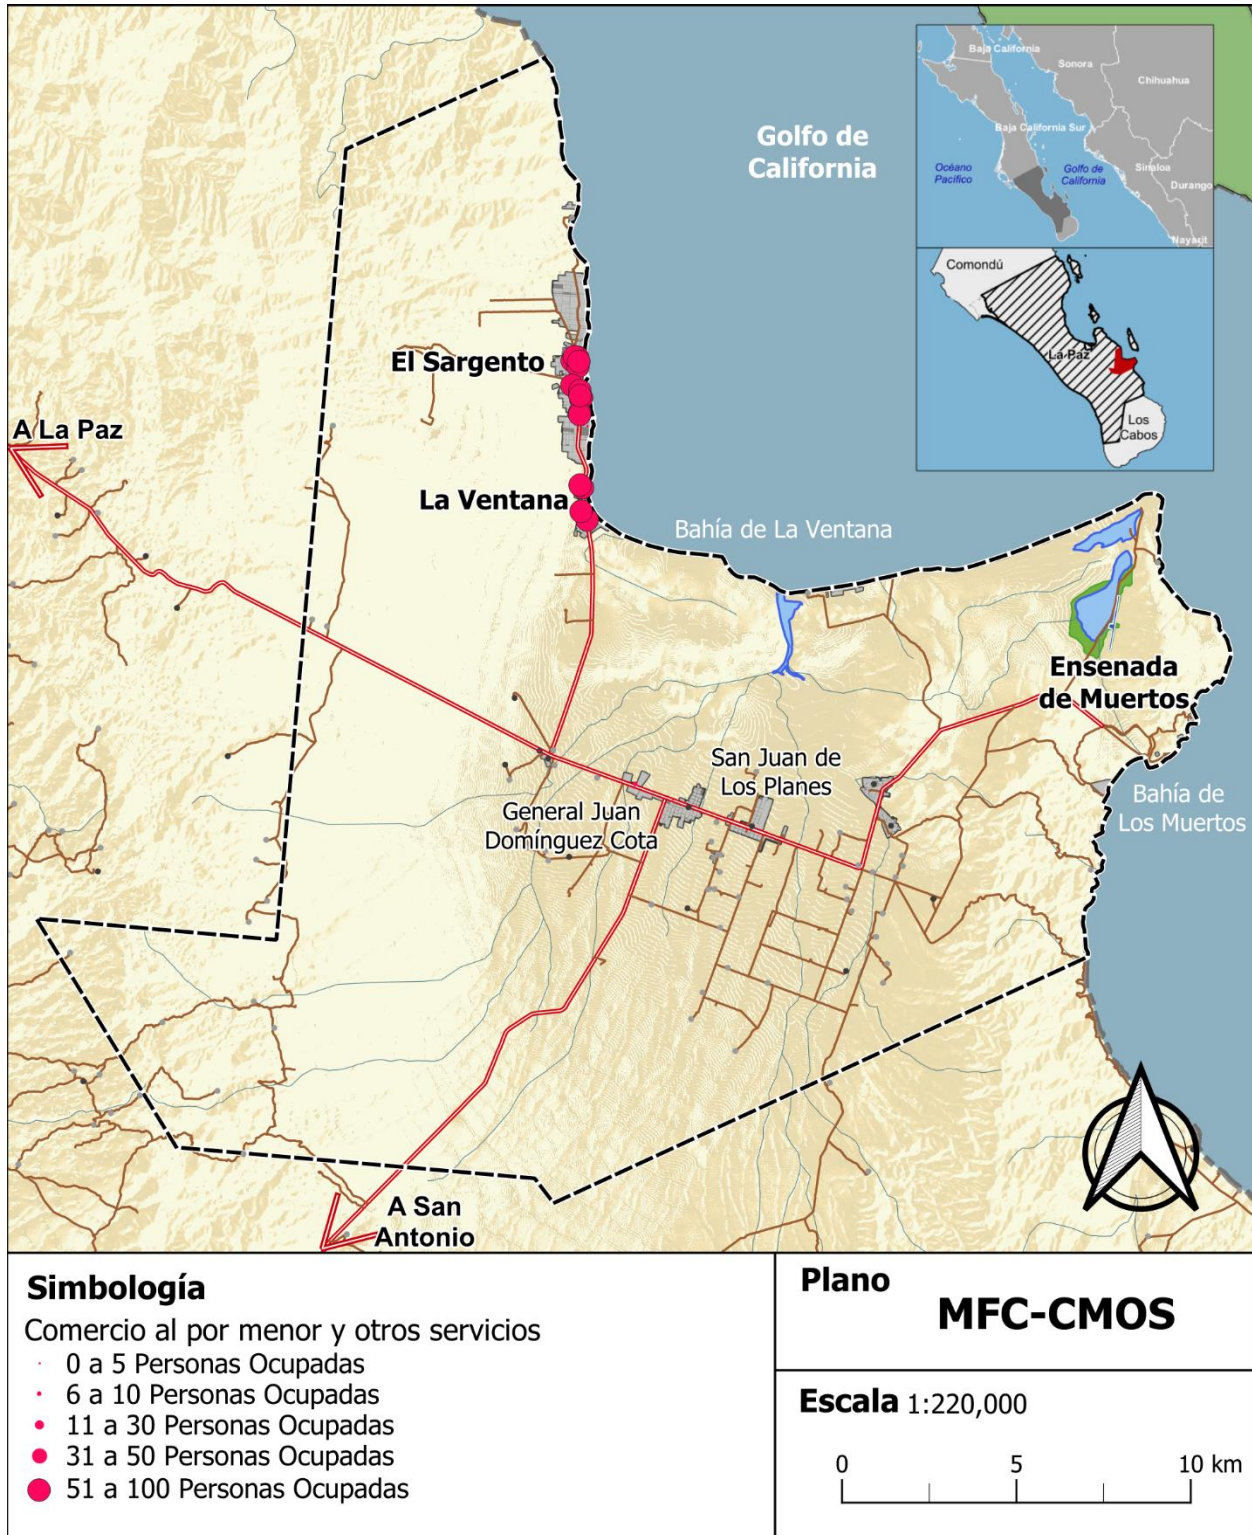 Golfo de
California
Baja California
Sonora
Chihuahua
Baja California Sur
Océano
Pacífico
Golfo de
California
Sinaloa
Durango
Nayarit
Comondú
La Paz
Los
Cabos
El Sargento
A La Paz
La Ventana
Bahía de La Ventana
Ensenada
de Muertos
San Juan de
Los Planes
General Juan
Domínguez Cota
Bahía de
Los Muertos
A San
Antonio
Simbología
Comercio al por menor y otros servicios
0 a 5 Personas Ocupadas
6 a 10 Personas Ocupadas
11 a 30 Personas Ocupadas
31 a 50 Personas Ocupadas
51 a 100 Personas Ocupadas
Plano
MFC-CMOS
Escala 1:220,000
0 5 10 km